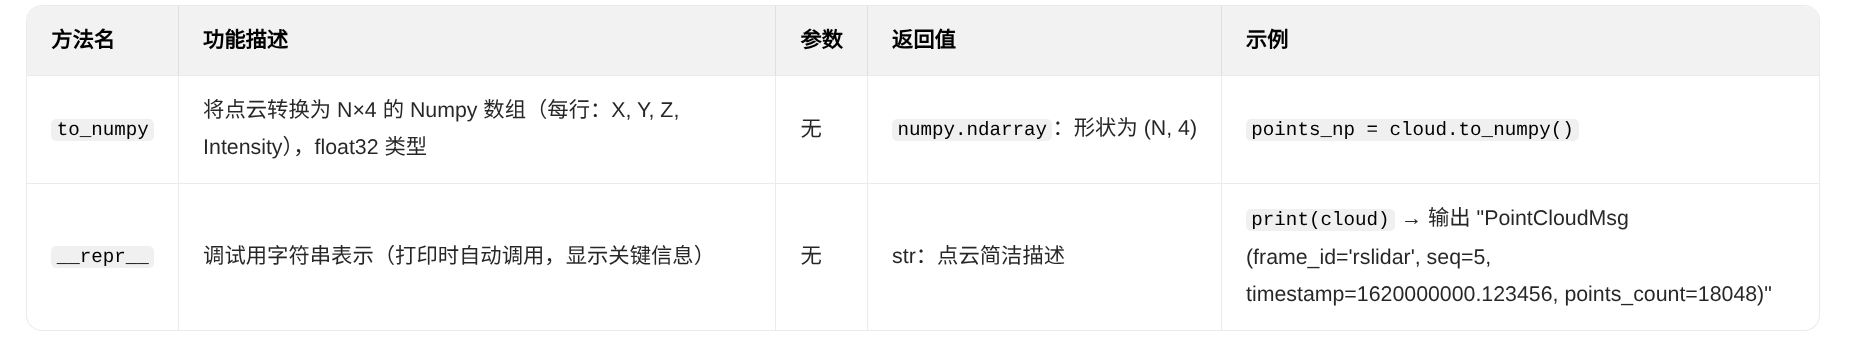 方法名 功能描述 参数 返回值 示例
to_numpy 将点云转换为 N×4 的 Numpy 数组（每行：X, Y, Z,
Intensity），float32 类型 无 numpy.ndarray：形状为 (N, 4) points_np = cloud.to_numpy()
__repr__ 调试用字符串表示（打印时自动调用，显示关键信息） 无 str：点云简洁描述 print(cloud) → 输出 "PointCloudMsg
(frame_id='rslidar', seq=5,
timestamp=1620000000.123456, points_count=18048)"